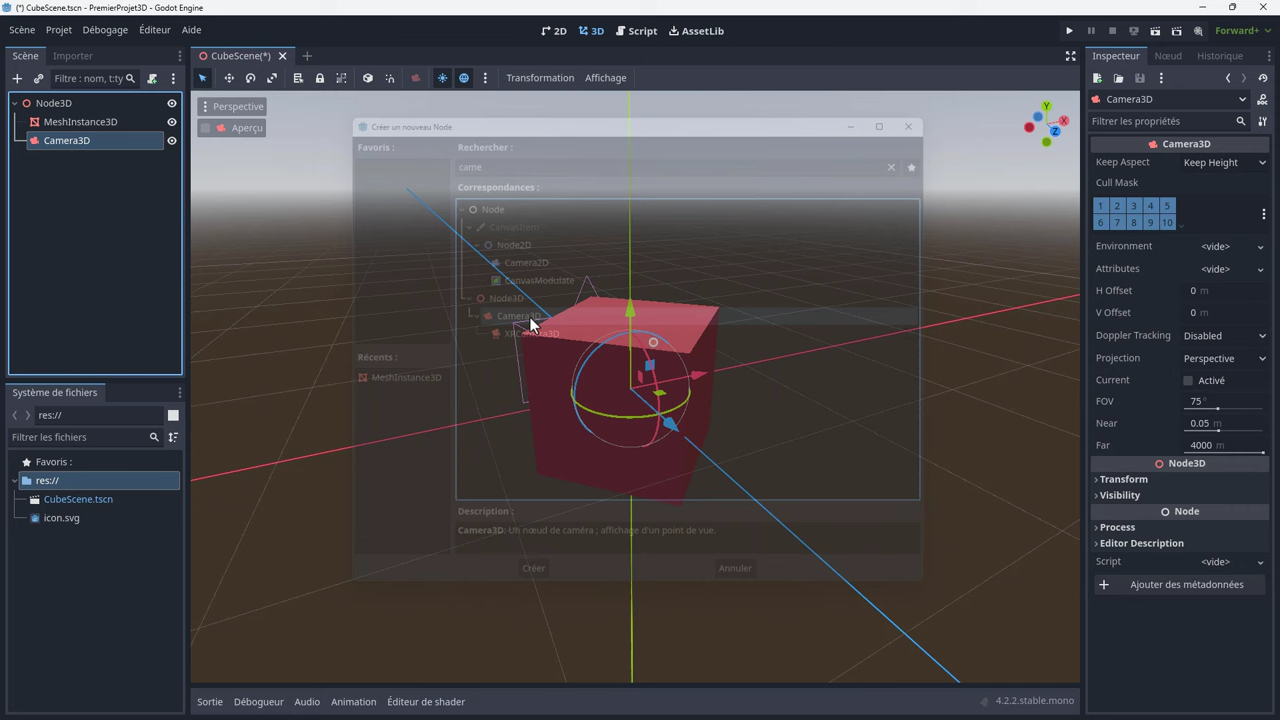 (*) CubeScene.tscn - PremierProjet3D - Godot Engine
Scène Projet Débogage Éditeur Aide
2D 3D Script AssetLib
Forward+
Scène Importer
CubeScene(*)
Inspecteur Nœud Historique
Filtre : nom, t:ty
Transformation Affichage
Node3D
MeshInstance3D
Camera3D
Perspective
Aperçu
Y
X
Z
Créer un nouveau Node
Favoris :
Rechercher :
came
Correspondances :
Node
CanvasItem
Node2D
Camera2D
CanvasModulate
Node3D
Camera3D
XRCamera3D
Récents :
MeshInstance3D
Description :
Camera3D: Un nœud de caméra ; affichage d'un point de vue.
Créer Annuler
Camera3D
Filtrer les propriétés
Camera3D
Keep Aspect Keep Height
Cull Mask
1 2 3 4 5
6 7 8 9 10
Environment <vide>
Attributes <vide>
H Offset 0 m
V Offset 0 m
Doppler Tracking Disabled
Projection Perspective
Current Activé
FOV 75 °
Near 0.05 m
Far 4000 m
Node3D
Transform
Visibility
Node
Process
Editor Description
Script <vide>
Ajouter des métadonnées
Système de fichiers
res://
Filtrer les fichiers
Favoris :
res://
CubeScene.tscn
icon.svg
Sortie Débogueur Audio Animation Éditeur de shader
4.2.2.stable.mono